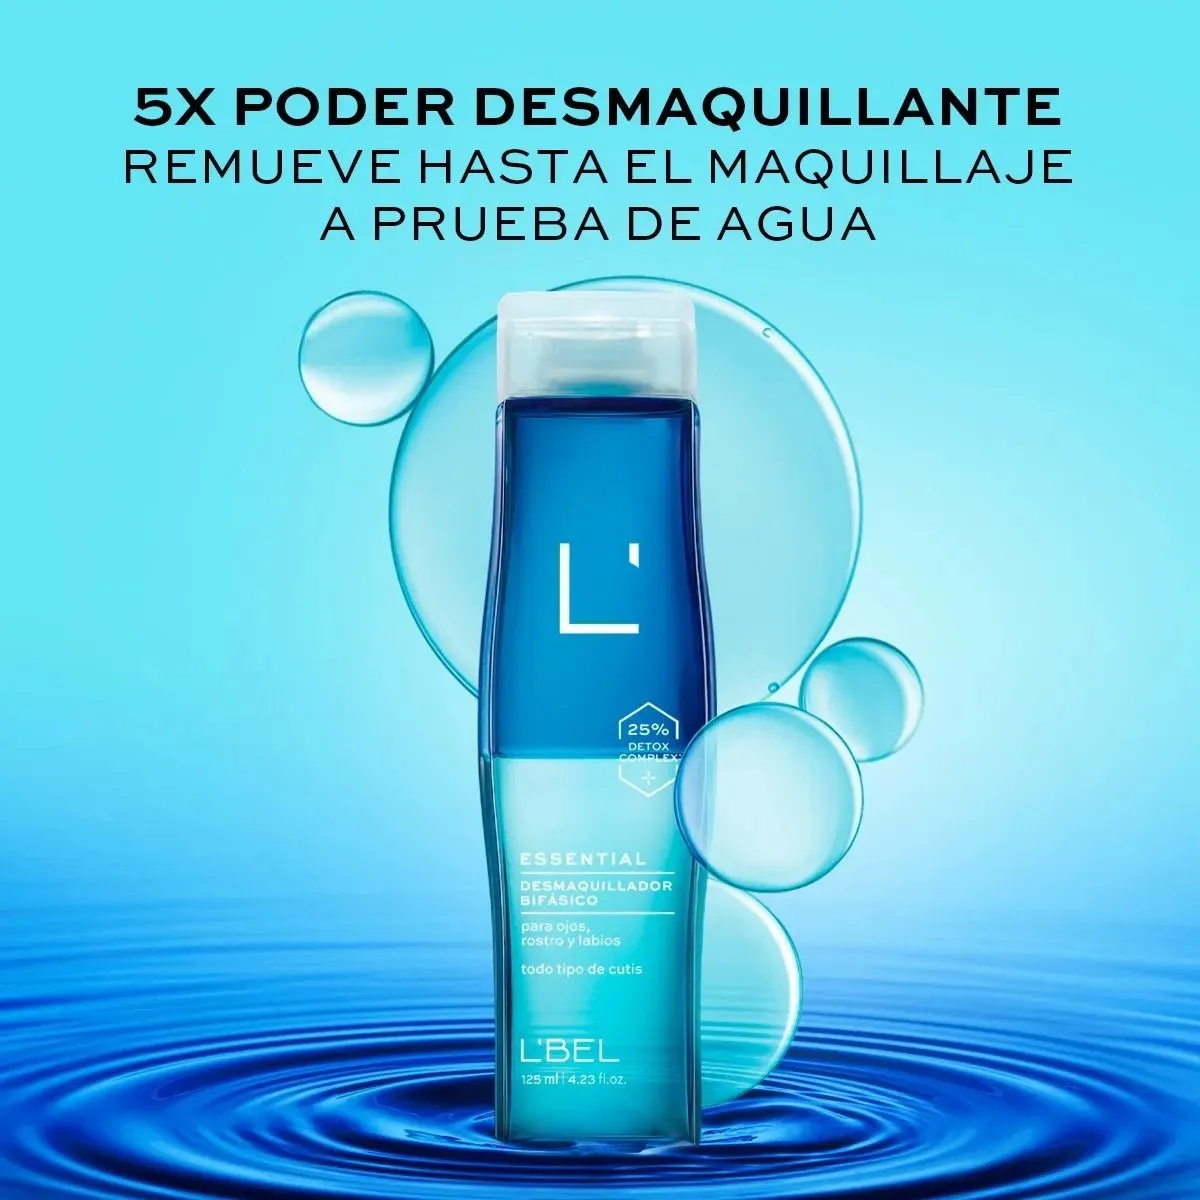 5X PODER DESMAQUILLANTE
REMUEVE HASTA EL MAQUILLAJE
A PRUEBA DE AGUA
L'
25%
DETOX
COMPLEX
ESSENTIAL
DESMAQUILLADOR
BIFÁSICO
para ojos,
rostro y labios
todo tipo de cutis
L'BEL
125 ml | 4.23 fl.oz.